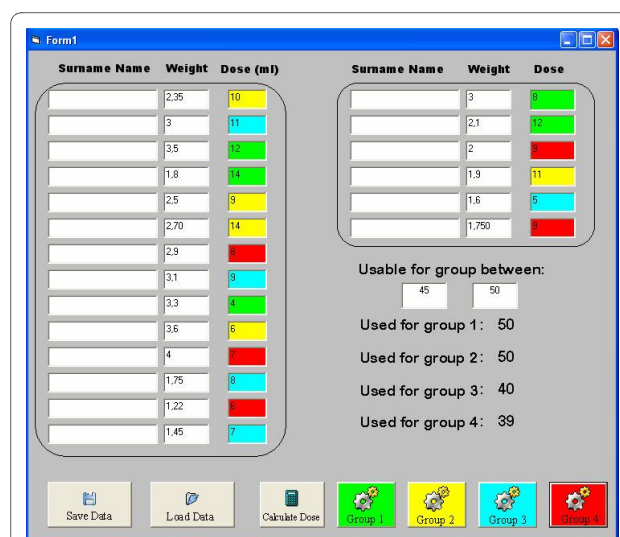 Form1
Surname Name Weight Dose (ml)
2,35 10
3 11
3,5 12
1,8 14
2,5 9
2,70 14
2,9 8
3,1 9
3,3 4
3,6 6
4 7
1,75 8
1,22 6
1,45 7
Surname Name Weight Dose
3 8
2,1 12
2 9
1,9 11
1,6 5
1,750 9
Usable for group between:
45 50
Used for group 1: 50
Used for group 2: 50
Used for group 3: 40
Used for group 4: 39
Save Data Load Data Calculate Dose Group 1 Group 2 Group 3 Group 4